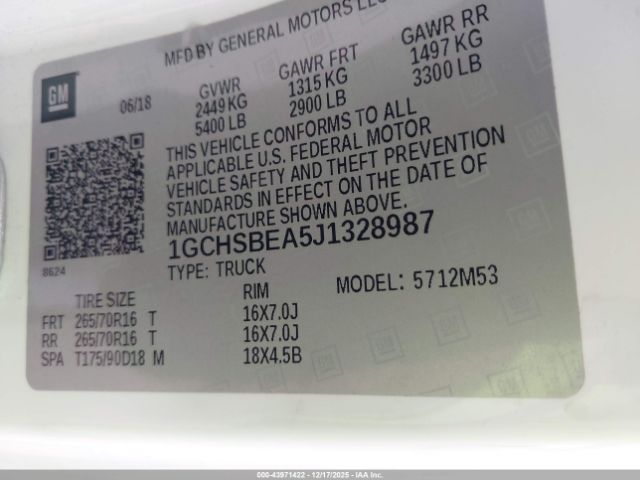 MFD BY GENERAL MOTORS LLC
GM
06/18
GVWR GAWR FRT GAWR RR
2449 KG 1315 KG 1497 KG
5400 LB 2900 LB 3300 LB
THIS VEHICLE CONFORMS TO ALL
APPLICABLE U.S. FEDERAL MOTOR
VEHICLE SAFETY AND THEFT PREVENTION
STANDARDS IN EFFECT ON THE DATE OF
MANUFACTURE SHOWN ABOVE.
1GCHSBEA5J1328987
8624
TYPE: TRUCK MODEL: 5712M53
TIRE SIZE RIM
FRT 265/70R16 T 16X7.0J
RR 265/70R16 T 16X7.0J
SPA T175/90D18 M 18X4.5B
000-43971422 - 12/17/2025 - IAA Inc.